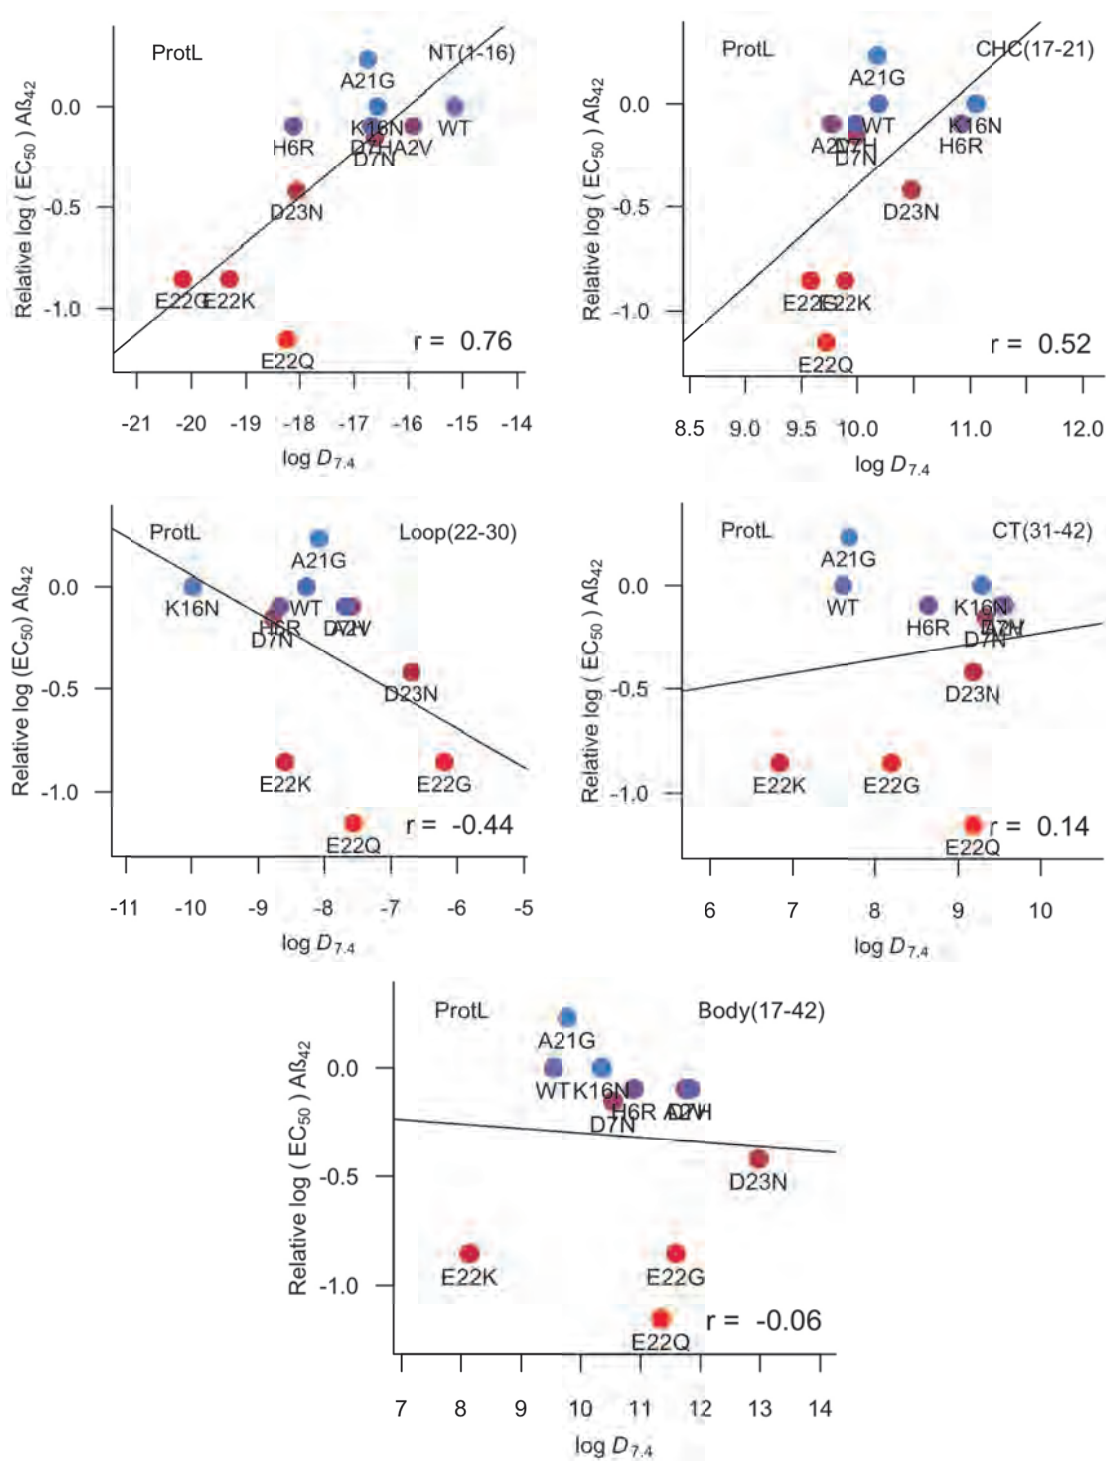 ProtL
NT(1-16)
A21G
K16N
WT
H6R
D7H
A2V
D7N
D23N
E22G
E22K
E22Q
r = 0.76
0.0
-0.5
-1.0
Relative log ( EC50 ) Aß42
-21 -20 -19 -18 -17 -16 -15 -14
log D7.4
ProtL
CHC(17-21)
A21G
WT
K16N
A2V
D7H
H6R
D7N
D23N
E22G
E22K
E22Q
r = 0.52
0.0
-0.5
-1.0
Relative log ( EC50 ) Aß42
8.5 9.0 9.5 10.0 11.0 12.0
log D7.4
ProtL
Loop(22-30)
A21G
K16N
WT
H6R
D7H
A2V
D7N
D23N
E22K
E22G
E22Q
r = -0.44
0.0
-0.5
-1.0
Relative log (EC50) Aß42
-11 -10 -9 -8 -7 -6 -5
log D7.4
ProtL
CT(31-42)
A21G
WT
H6R
K16N
D7N
D23N
E22K
E22G
E22Q
r = 0.14
0.0
-0.5
-1.0
Relative log ( EC50 ) Aß42
6 7 8 9 10
log D7.4
ProtL
Body(17-42)
A21G
WT
K16N
H6R
A2V
D7H
D7N
D23N
E22K
E22G
E22Q
r = -0.06
0.0
-0.5
-1.0
Relative log ( EC50 ) Aß42
7 8 9 10 11 12 13 14
log D7.4